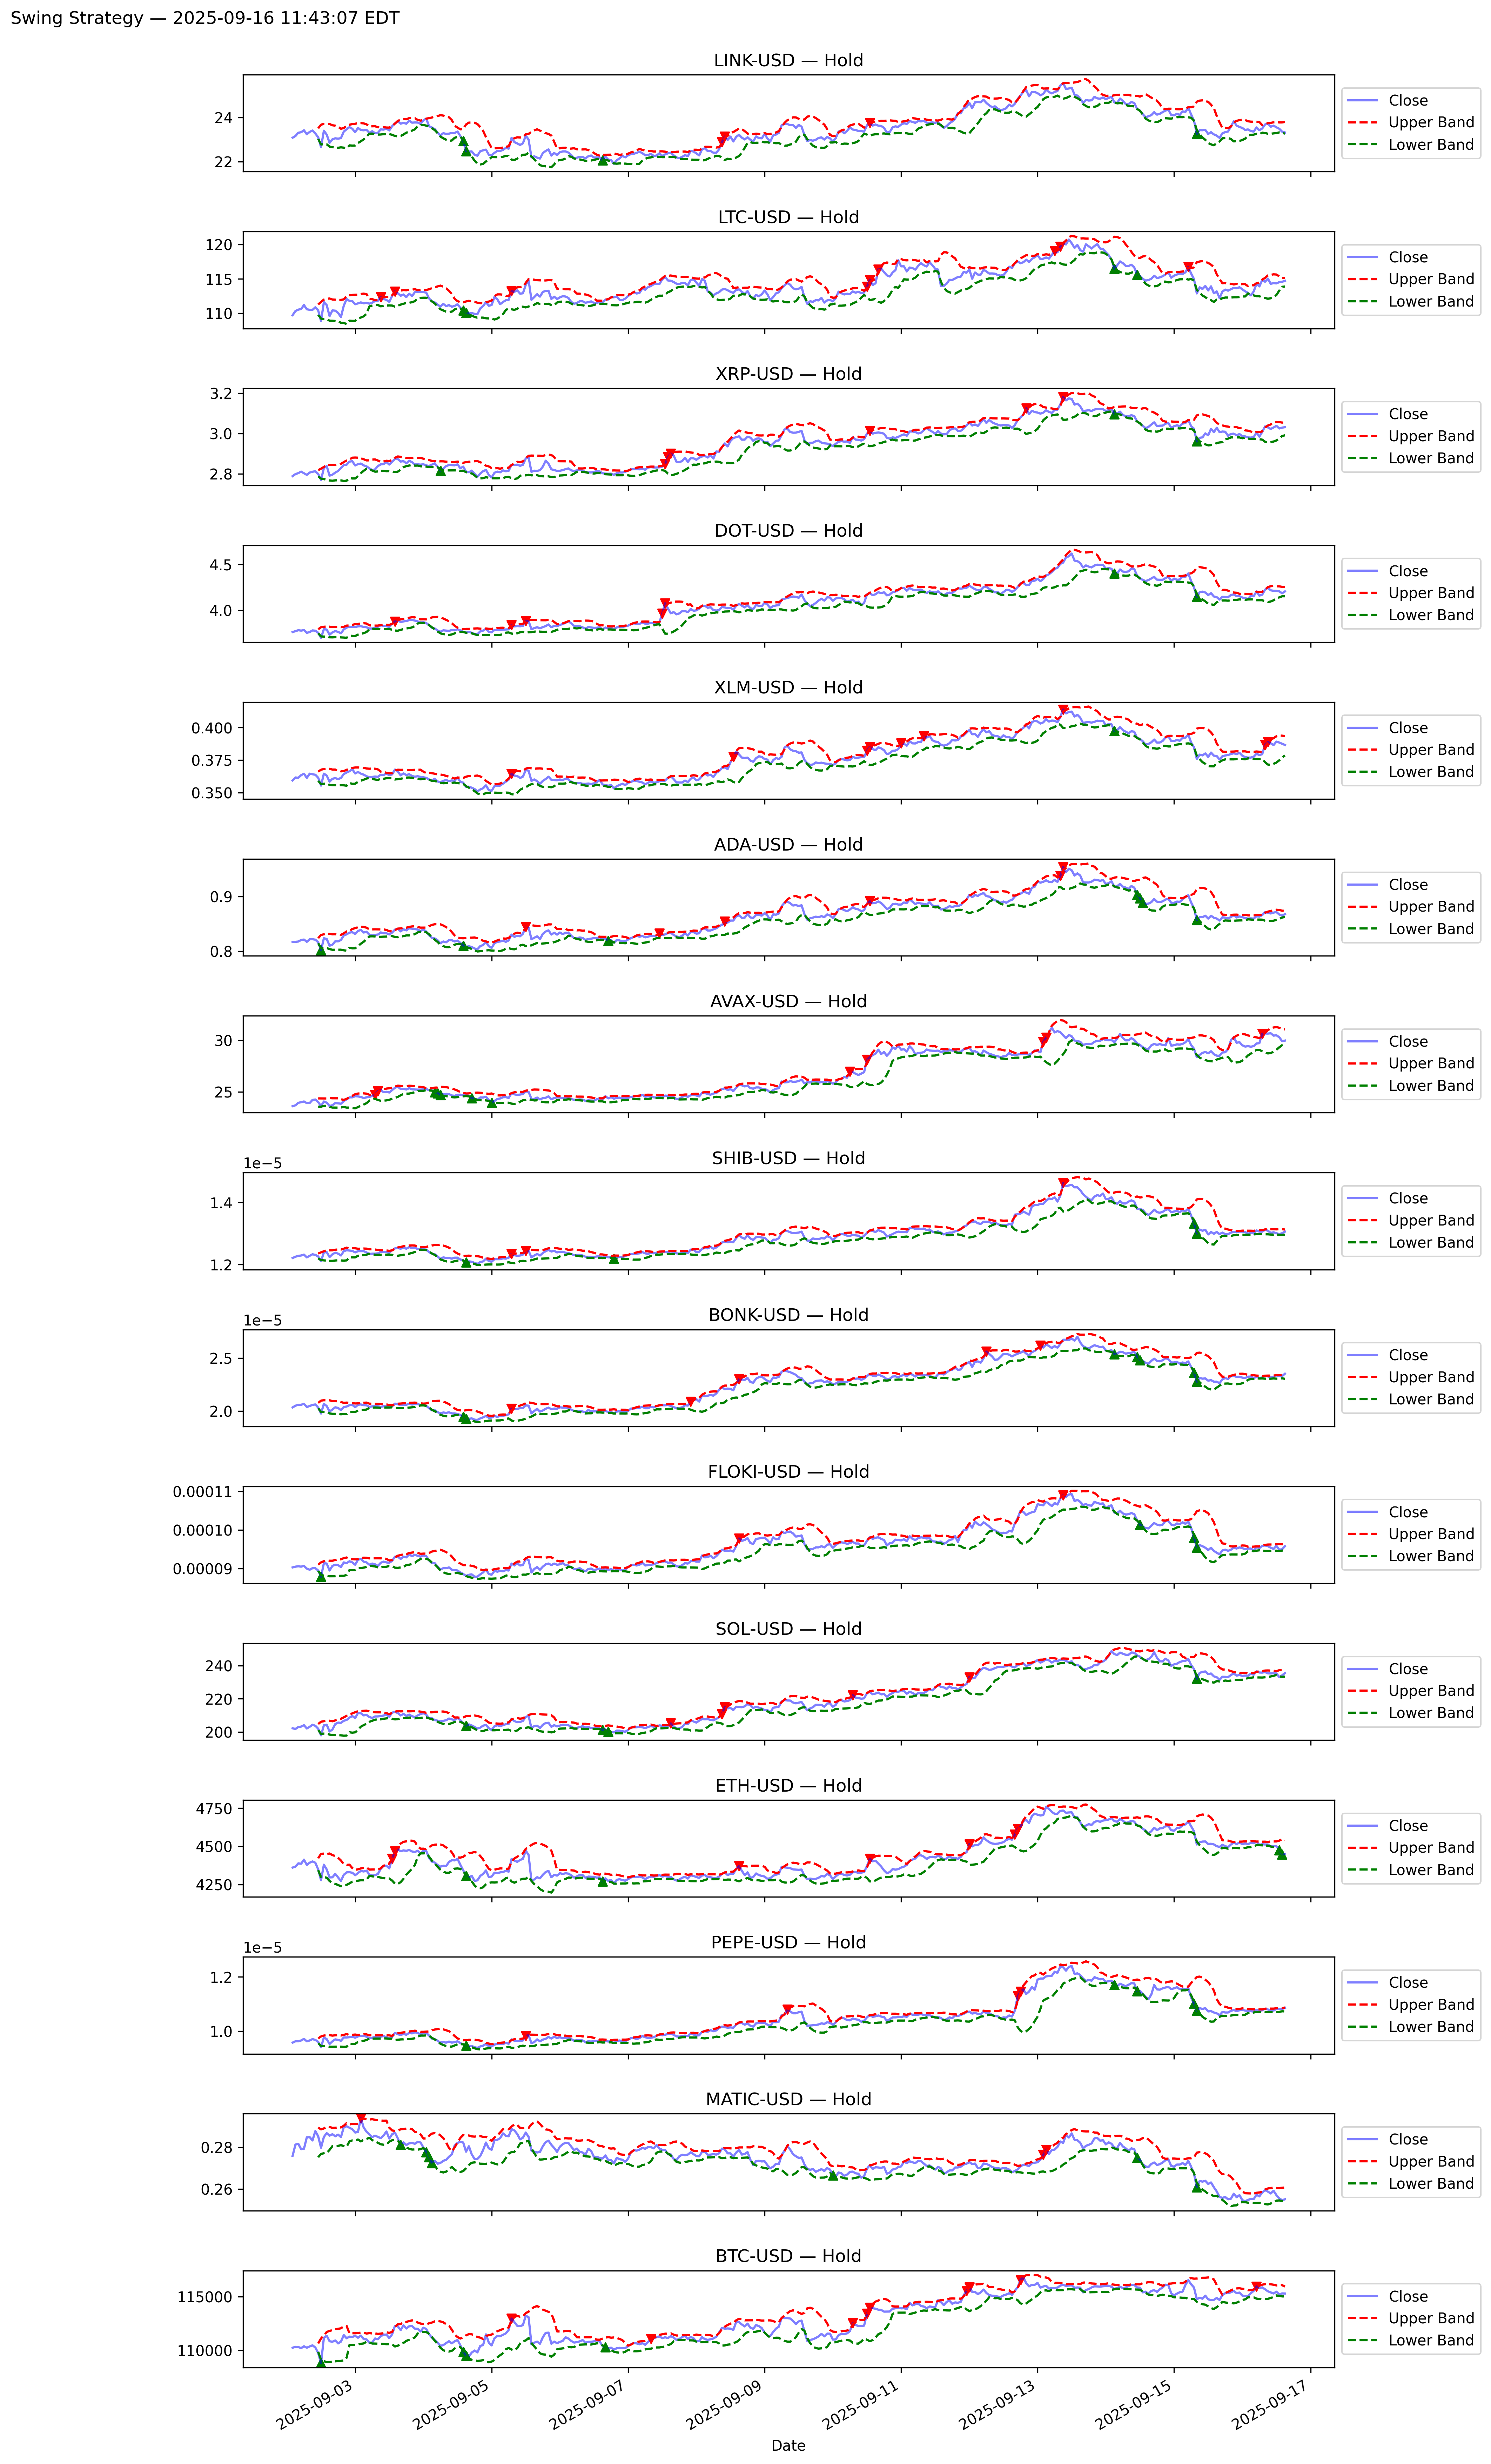 Swing Strategy — 2025-09-16 11:43:07 EDT
LINK-USD — Hold
24
22
Close
Upper Band
Lower Band
LTC-USD — Hold
120
115
110
Close
Upper Band
Lower Band
XRP-USD — Hold
3.2
3.0
2.8
Close
Upper Band
Lower Band
DOT-USD — Hold
4.5
4.0
Close
Upper Band
Lower Band
XLM-USD — Hold
0.400
0.375
0.350
Close
Upper Band
Lower Band
ADA-USD — Hold
0.9
0.8
Close
Upper Band
Lower Band
AVAX-USD — Hold
30
25
Close
Upper Band
Lower Band
SHIB-USD — Hold
1e−5
1.4
1.2
Close
Upper Band
Lower Band
BONK-USD — Hold
1e−5
2.5
2.0
Close
Upper Band
Lower Band
FLOKI-USD — Hold
0.00011
0.00010
0.00009
Close
Upper Band
Lower Band
SOL-USD — Hold
240
220
200
Close
Upper Band
Lower Band
ETH-USD — Hold
4750
4500
4250
Close
Upper Band
Lower Band
PEPE-USD — Hold
1e−5
1.2
1.0
Close
Upper Band
Lower Band
MATIC-USD — Hold
0.28
0.26
Close
Upper Band
Lower Band
BTC-USD — Hold
115000
110000
Close
Upper Band
Lower Band
2025-09-03
2025-09-05
2025-09-07
2025-09-09
2025-09-11
2025-09-13
2025-09-15
2025-09-17
Date